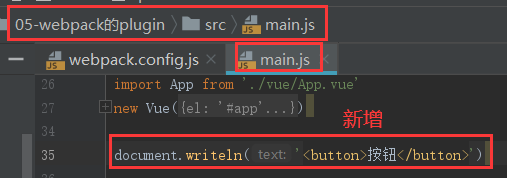 05-webpack的plugin > src > main.js
webpack.config.js × main.js ×
26 import App from './vue/App.vue'
27 new Vue({el: '#app'...})
新增
35 document.writeln( text: '<button>按钮</button>')